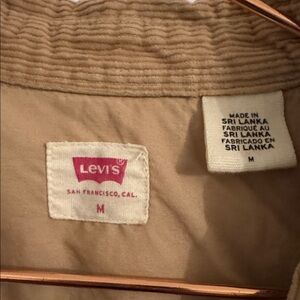 Levi's®
SAN FRANCISCO, CAL.
M
MADE IN
SRI LANKA
FABRIQUÉ AU
SRI LANKA
FABRICADO EN
SRI LANKA
M